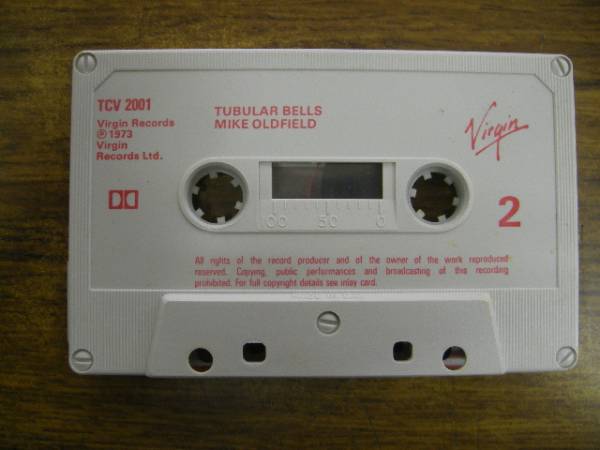 TCV 2001
Virgin Records
℗ 1973
Virgin
Records Ltd.
TUBULAR BELLS
MIKE OLDFIELD
Virgin
2
00 50 0
All rights of the record producer and of the owner of the work reproduced
reserved. Copying, public performances and broadcasting of this recording
prohibited. For full copyright details see inlay card.